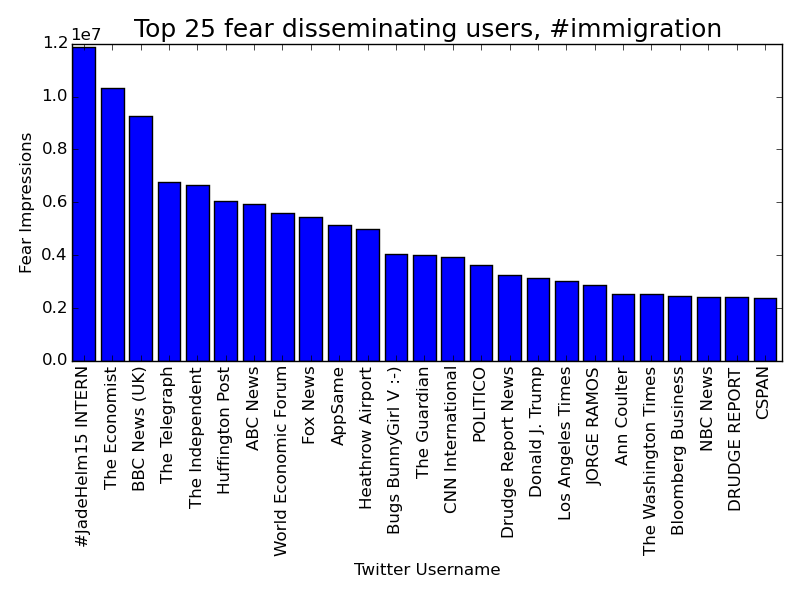 Top 25 fear disseminating users, #immigration
1e7
1.2
1.0
0.8
0.6
0.4
0.2
0.0
Fear Impressions
#JadeHelm15 INTERN
The Economist
BBC News (UK)
The Telegraph
The Independent
Huffington Post
ABC News
World Economic Forum
Fox News
AppSame
Heathrow Airport
Bugs BunnyGirl V :-)
The Guardian
CNN International
POLITICO
Drudge Report News
Donald J. Trump
Los Angeles Times
JORGE RAMOS
Ann Coulter
The Washington Times
Bloomberg Business
NBC News
DRUDGE REPORT
CSPAN
Twitter Username